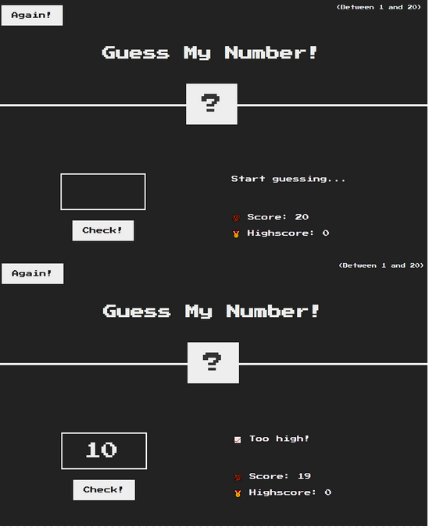 Again!
(Between 1 and 20)
Guess My Number!
?
Start guessing...
Check!
Score: 20
Highscore: 0
Again!
(Between 1 and 20)
Guess My Number!
?
10
Too high!
Check!
Score: 19
Highscore: 0